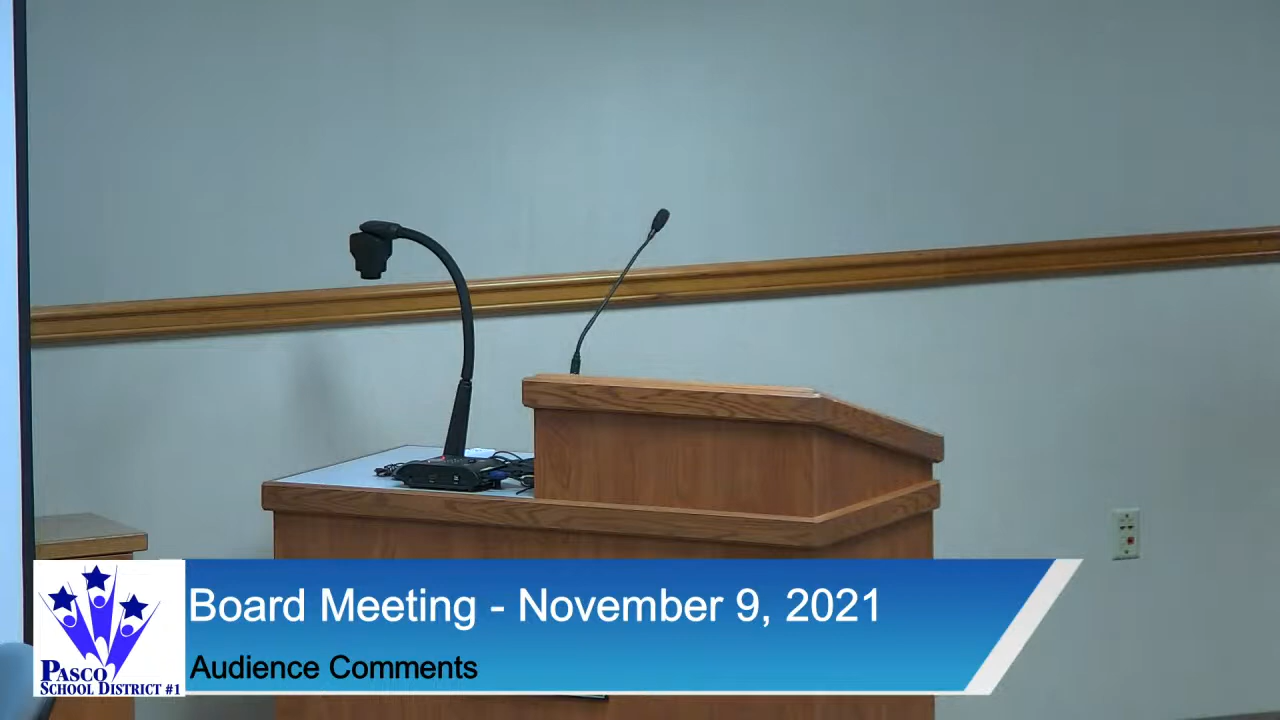 Board Meeting - November 9, 2021
Audience Comments
PASCO
SCHOOL DISTRICT #1